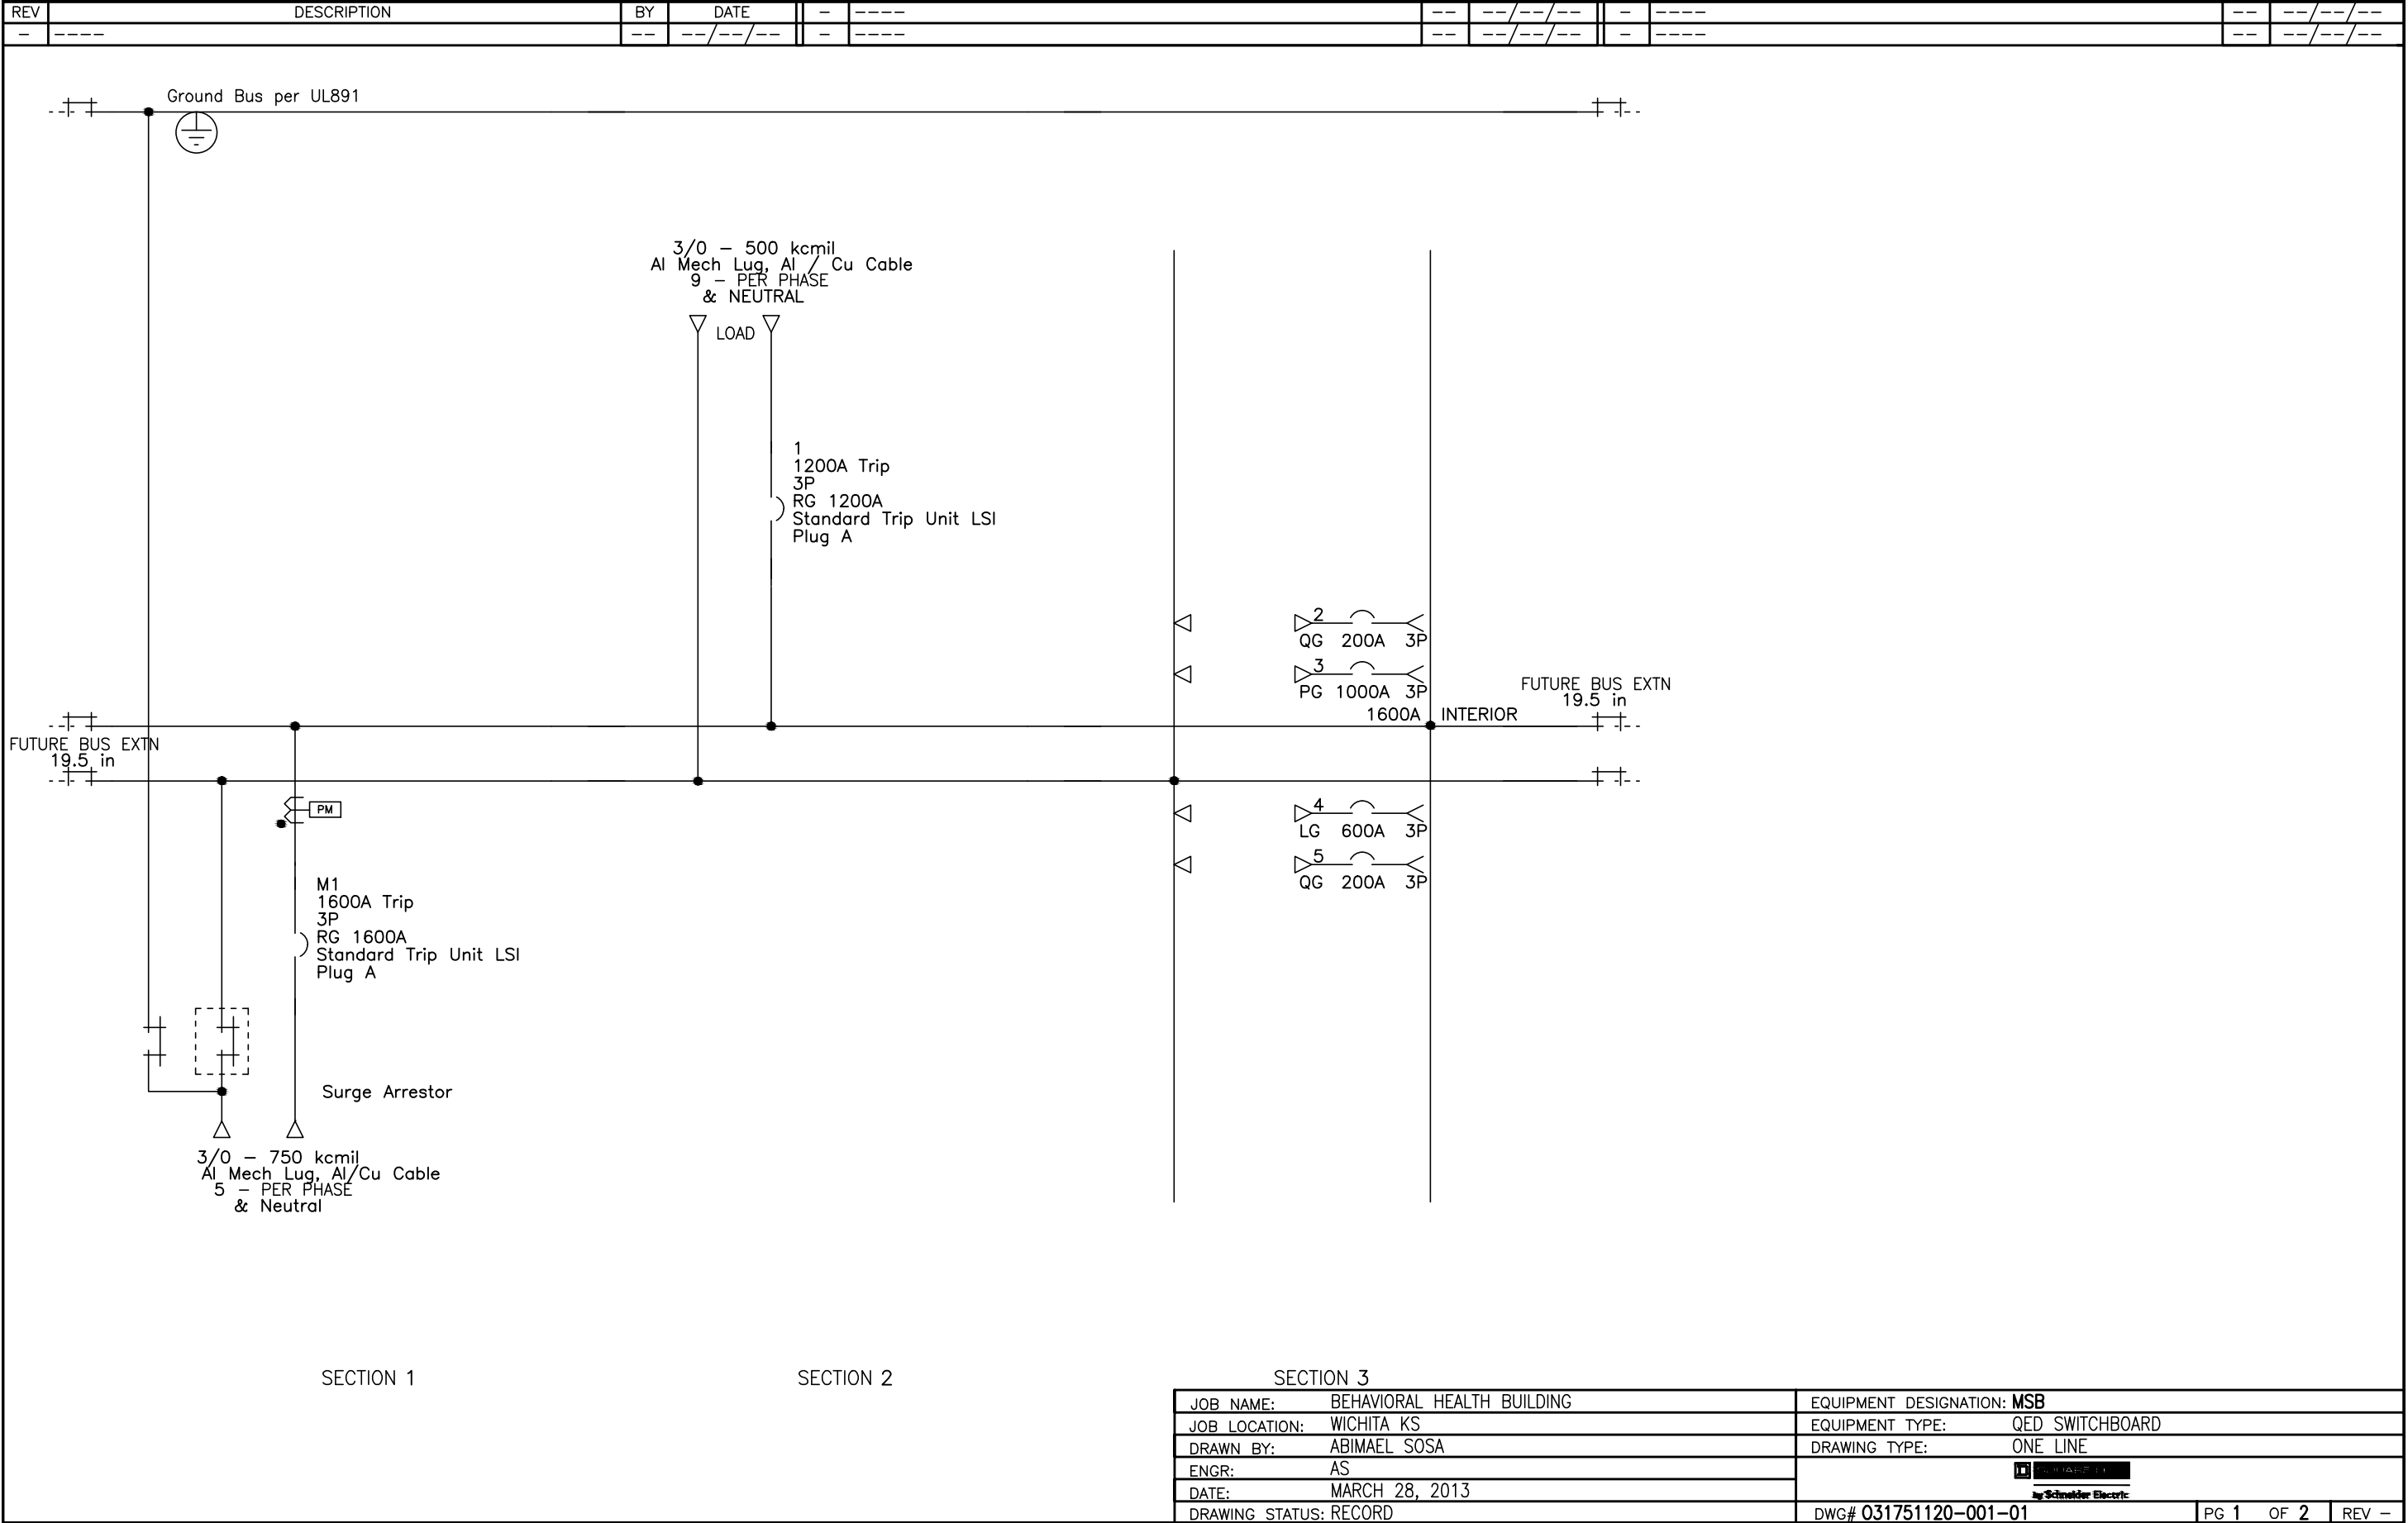 REV DESCRIPTION BY DATE - ---- -- --/--/-- - ---- -- --/--/--
- ---- -- --/--/-- - ---- -- --/--/-- - ---- -- --/--/--
Ground Bus per UL891
3/0 - 500 kcmil
Al Mech Lug, Al / Cu Cable
9 - PER PHASE
& NEUTRAL
LOAD
1
1200A Trip
3P
RG 1200A
Standard Trip Unit LSI
Plug A
2
QG 200A 3P
3
PG 1000A 3P
1600A INTERIOR
FUTURE BUS EXTN
19.5 in
FUTURE BUS EXTN
19.5 in
PM
4
LG 600A 3P
5
QG 200A 3P
M1
1600A Trip
3P
RG 1600A
Standard Trip Unit LSI
Plug A
Surge Arrestor
3/0 - 750 kcmil
Al Mech Lug, Al/Cu Cable
5 - PER PHASE
& Neutral
SECTION 1
SECTION 2
SECTION 3
JOB NAME: BEHAVIORAL HEALTH BUILDING
JOB LOCATION: WICHITA KS
DRAWN BY: ABIMAEL SOSA
ENGR: AS
DATE: MARCH 28, 2013
DRAWING STATUS: RECORD
EQUIPMENT DESIGNATION: MSB
EQUIPMENT TYPE: QED SWITCHBOARD
DRAWING TYPE: ONE LINE
by Schneider Electric
DWG# 031751120-001-01 PG 1 OF 2 REV -